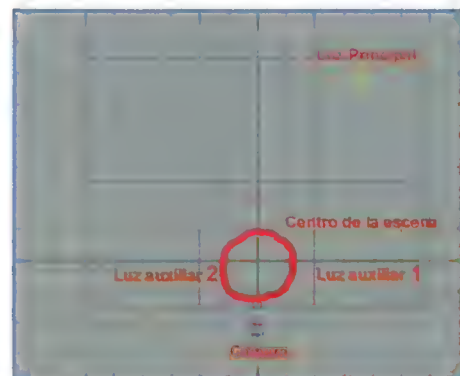 Luz Principal
Centro de la escena
Luz auxiliar 2
Luz auxiliar 1
Cámara